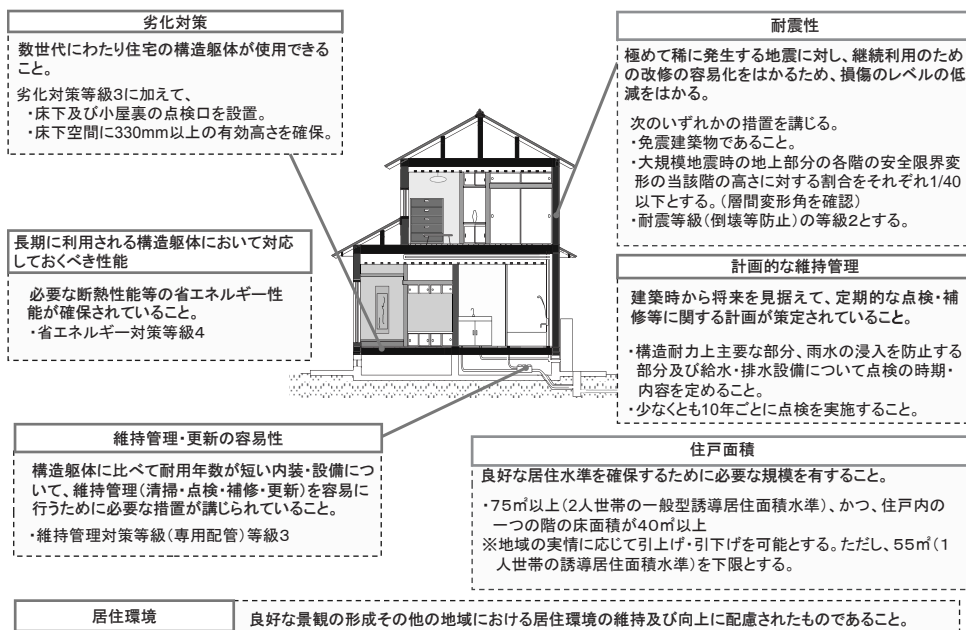 劣化対策
数世代にわたり住宅の構造躯体が使用できる
こと。
劣化対策等級3に加えて、
・床下及び小屋裏の点検口を設置。
・床下空間に330mm以上の有効高さを確保。
耐震性
極めて稀に発生する地震に対し、継続利用のため
の改修の容易化をはかるため、損傷のレベルの低
減をはかる。
次のいずれかの措置を講じる。
・免震建築物であること。
・大規模地震時の地上部分の各階の安全限界変
形の当該階の高さに対する割合をそれぞれ1/40
以下とする。(層間変形角を確認)
・耐震等級(倒壊等防止)の等級2とする。
長期に利用される構造躯体において対応
しておくべき性能
必要な断熱性能等の省エネルギー性
能が確保されていること。
・省エネルギー対策等級4
計画的な維持管理
建築時から将来を見据えて、定期的な点検・補
修等に関する計画が策定されていること。
・構造耐力上主要な部分、雨水の浸入を防止する
部分及び給水・排水設備について点検の時期・
内容を定めること。
・少なくとも10年ごとに点検を実施すること。
維持管理・更新の容易性
構造躯体に比べて耐用年数が短い内装・設備につ
いて、維持管理(清掃・点検・補修・更新)を容易に
行うために必要な措置が講じられていること。
・維持管理対策等級(専用配管)等級3
住戸面積
良好な居住水準を確保するために必要な規模を有すること。
・75㎡以上(2人世帯の一般型誘導居住面積水準)、かつ、住戸内の
一つの階の床面積が40㎡以上
※地域の実情に応じて引上げ・引下げを可能とする。ただし、55㎡(1
人世帯の誘導居住面積水準)を下限とする。
居住環境
良好な景観の形成その他の地域における居住環境の維持及び向上に配慮されたものであること。